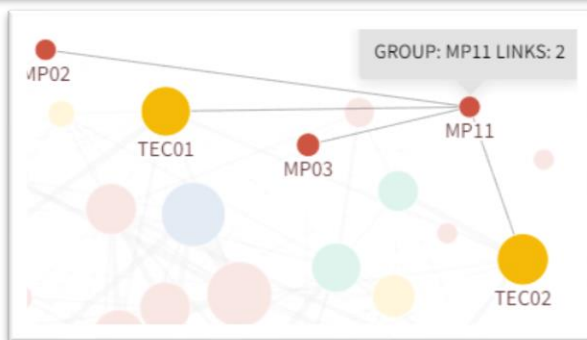 GROUP: MP11 LINKS: 2
MP02
TEC01
MP11
MP03
TEC02